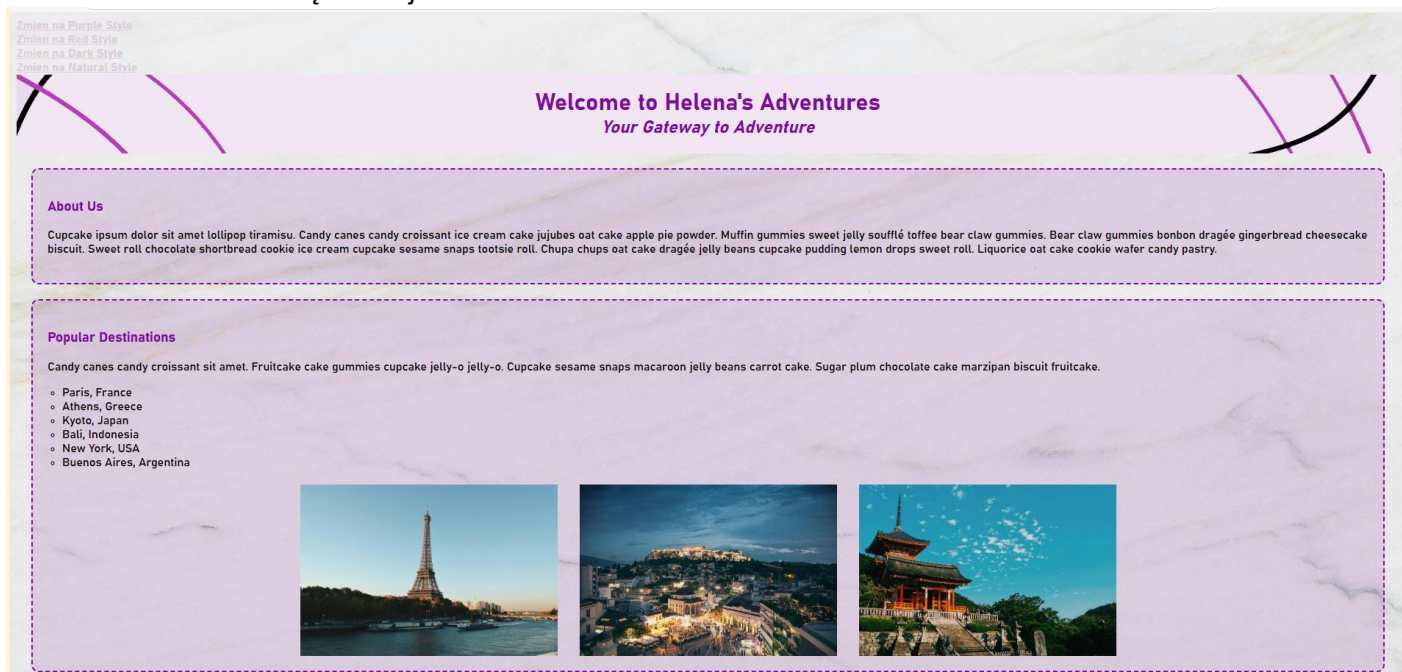 Zmien na Purple Style
Zmien na Red Style
Zmien na Dark Style
Zmien na Natural Style
Welcome to Helena's Adventures
Your Gateway to Adventure
About Us
Cupcake ipsum dolor sit amet lollipop tiramisu. Candy canes candy croissant ice cream cake jujubes oat cake apple pie powder. Muffin gummies sweet jelly soufflé toffee bear claw gummies. Bear claw gummies bonbon dragée gingerbread cheesecake
biscuit. Sweet roll chocolate shortbread cookie ice cream cupcake sesame snaps tootsie roll. Chupa chups oat cake dragée jelly beans cupcake pudding lemon drops sweet roll. Liquorice oat cake cookie wafer candy pastry.
Popular Destinations
Candy canes candy croissant sit amet. Fruitcake cake gummies cupcake jelly-o jelly-o. Cupcake sesame snaps macaroon jelly beans carrot cake. Sugar plum chocolate cake marzipan biscuit fruitcake.
Paris, France
Athens, Greece
Kyoto, Japan
Bali, Indonesia
New York, USA
Buenos Aires, Argentina